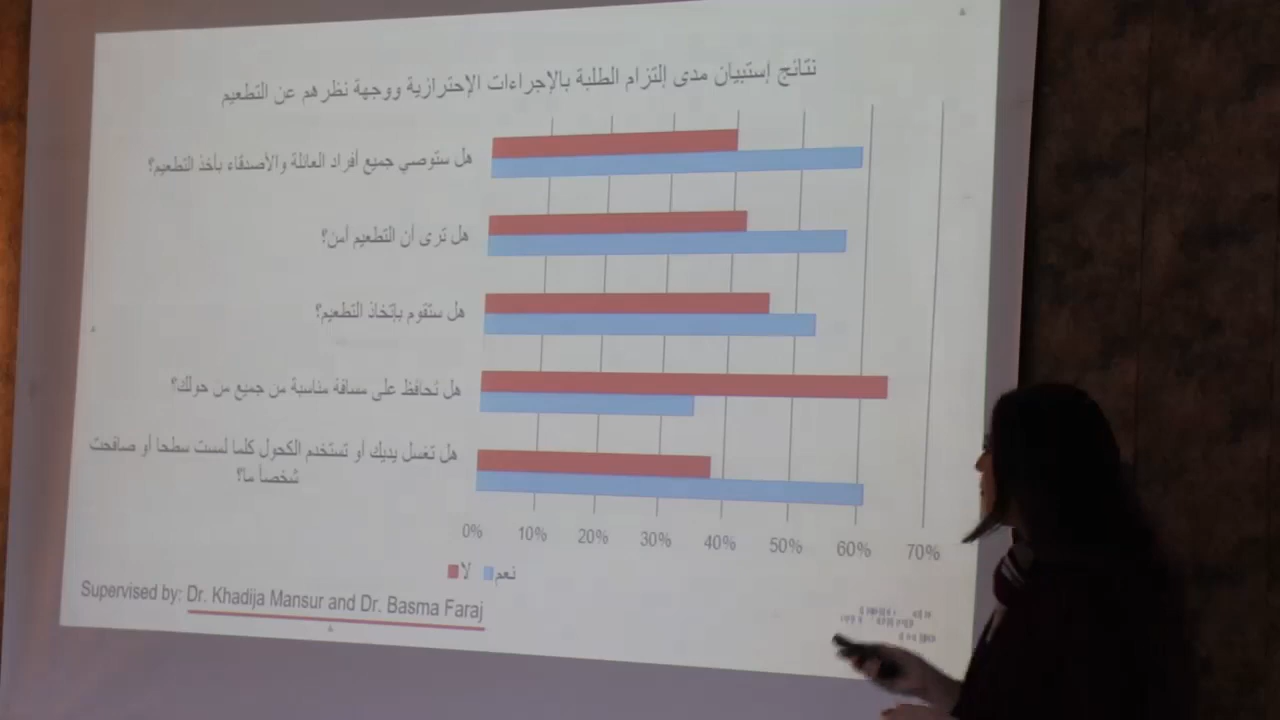 نتائج إستبيان مدى إلتزام الطلبة بالإجراءات الإحترازية ووجهة نظرهم عن التطعيم
هل ستوصي جميع أفراد العائلة والأصدقاء بأخذ التطعيم؟
هل ترى أن التطعيم أمن؟
هل ستقوم بإتخاذ التطعيم؟
هل تحافظ على مسافة مناسبة من جميع من حولك؟
هل تغسل يديك أو تستخدم الكحول كلما لمست سطحا أو صافحت
شخصاً ما؟
0% 10% 20% 30% 40% 50% 60% 70%
لا نعم
Supervised by: Dr. Khadija Mansur and Dr. Basma Faraj